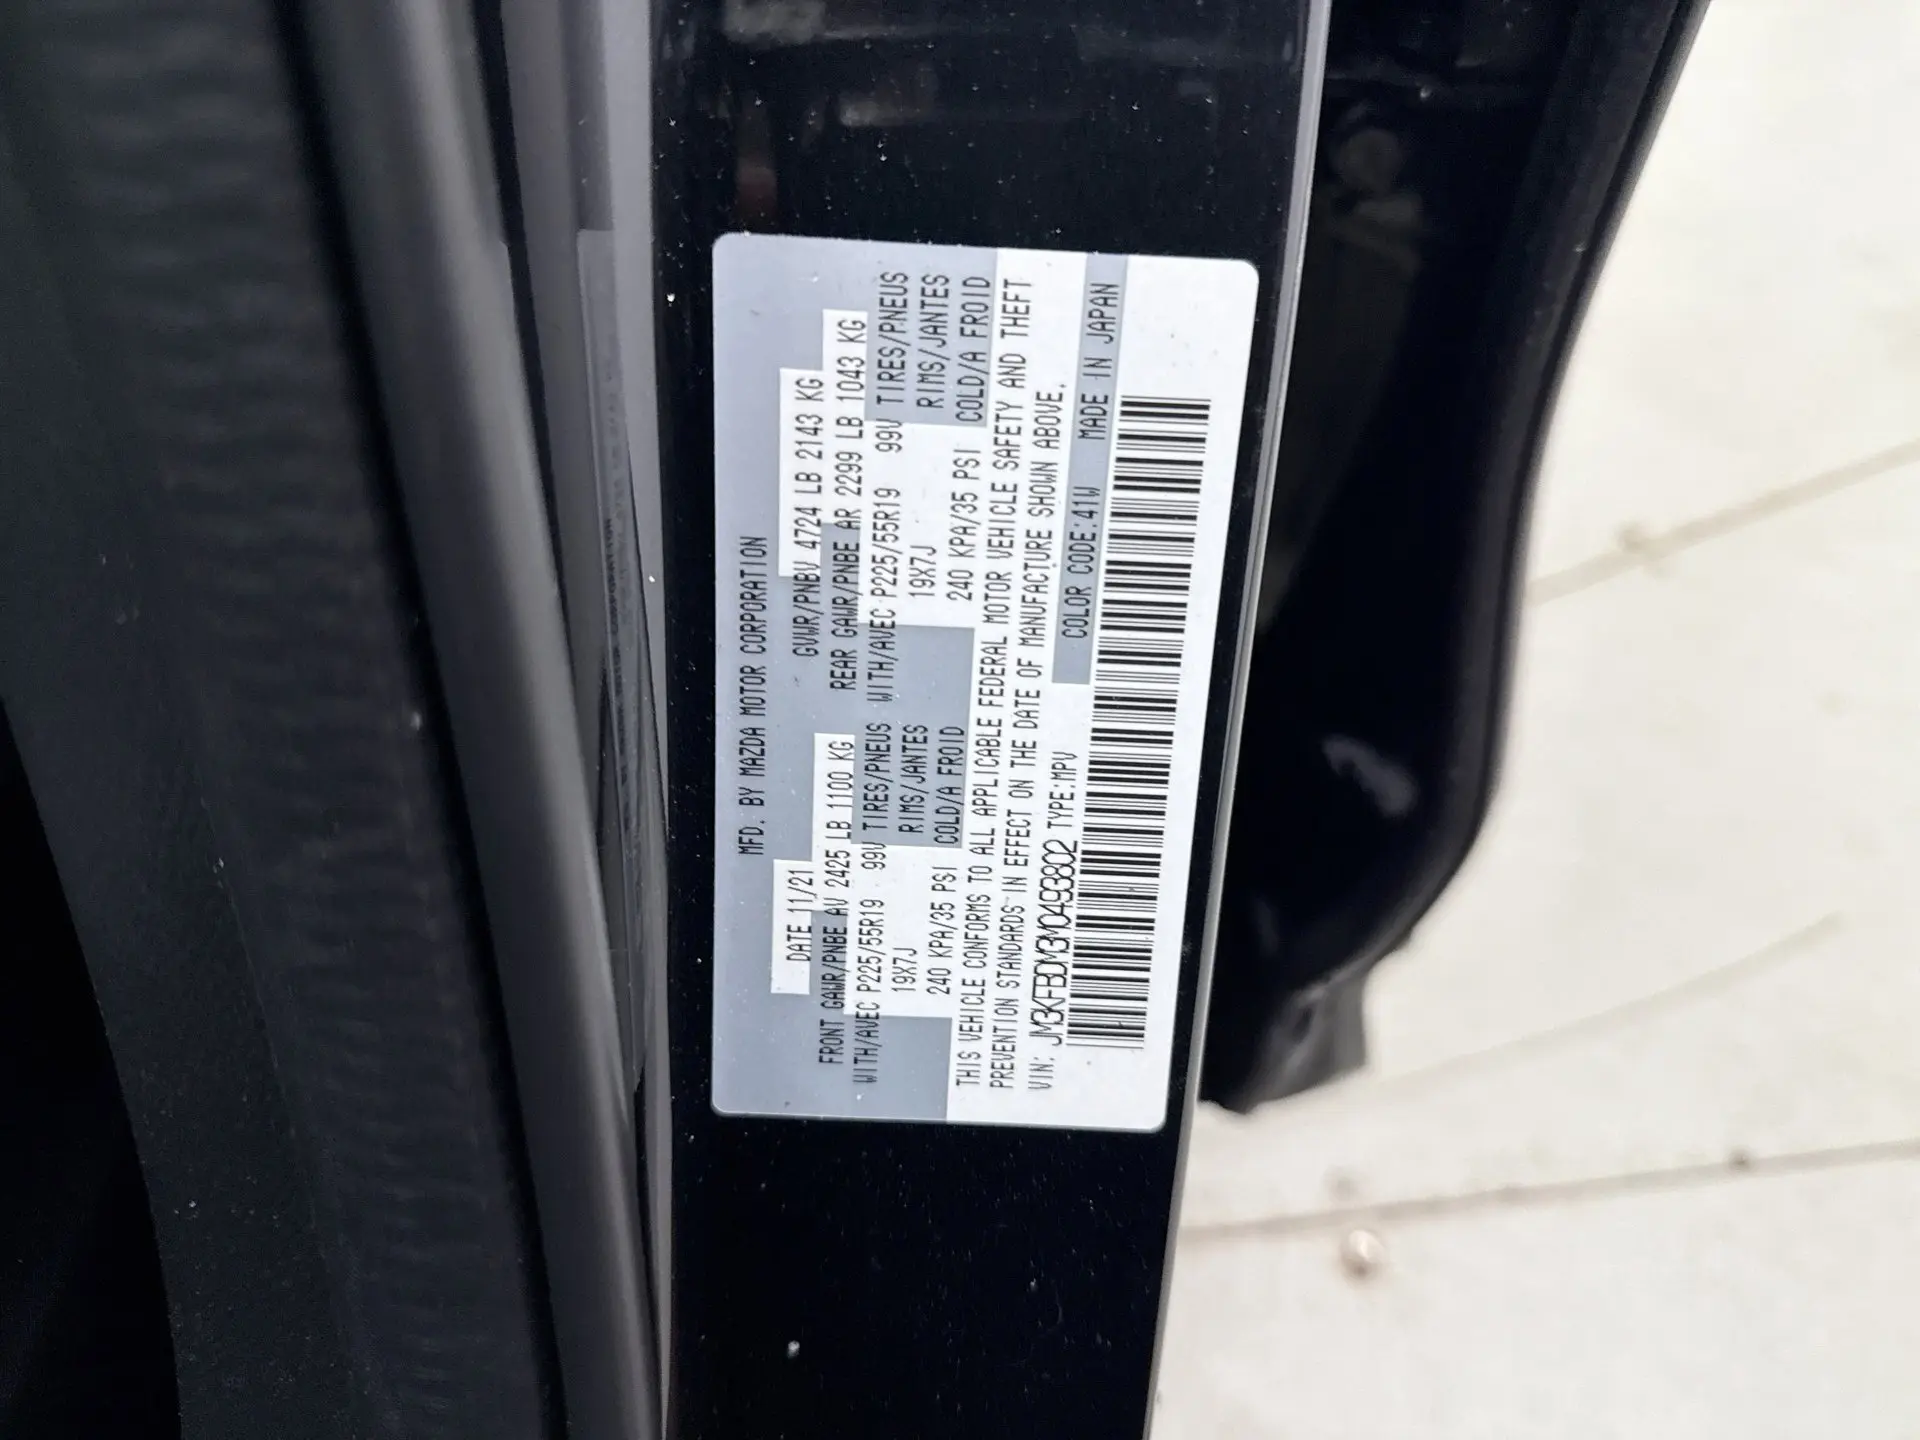 MFD. BY MAZDA MOTOR CORPORATION
DATE 11/21 GVWR/PNBV 4724 LB 2143 KG
FRONT GAWR/PNBE AV 2425 LB 1100 KG REAR GAWR/PNBE AR 2299 LB 1043 KG
WITH/AVEC P225/55R19 99V TIRES/PNEUS WITH/AVEC P225/55R19 99V TIRES/PNEUS
19X7J RIMS/JANTES 19X7J RIMS/JANTES
240 KPA/35 PSI COLD/A FROID 240 KPA/35 PSI COLD/A FROID
THIS VEHICLE CONFORMS TO ALL APPLICABLE FEDERAL MOTOR VEHICLE SAFETY AND THEFT
PREVENTION STANDARDS IN EFFECT ON THE DATE OF MANUFACTURE SHOWN ABOVE.
VIN: JM3KFBDM3M0493802 TYPE:MPV COLOR CODE:41W MADE IN JAPAN